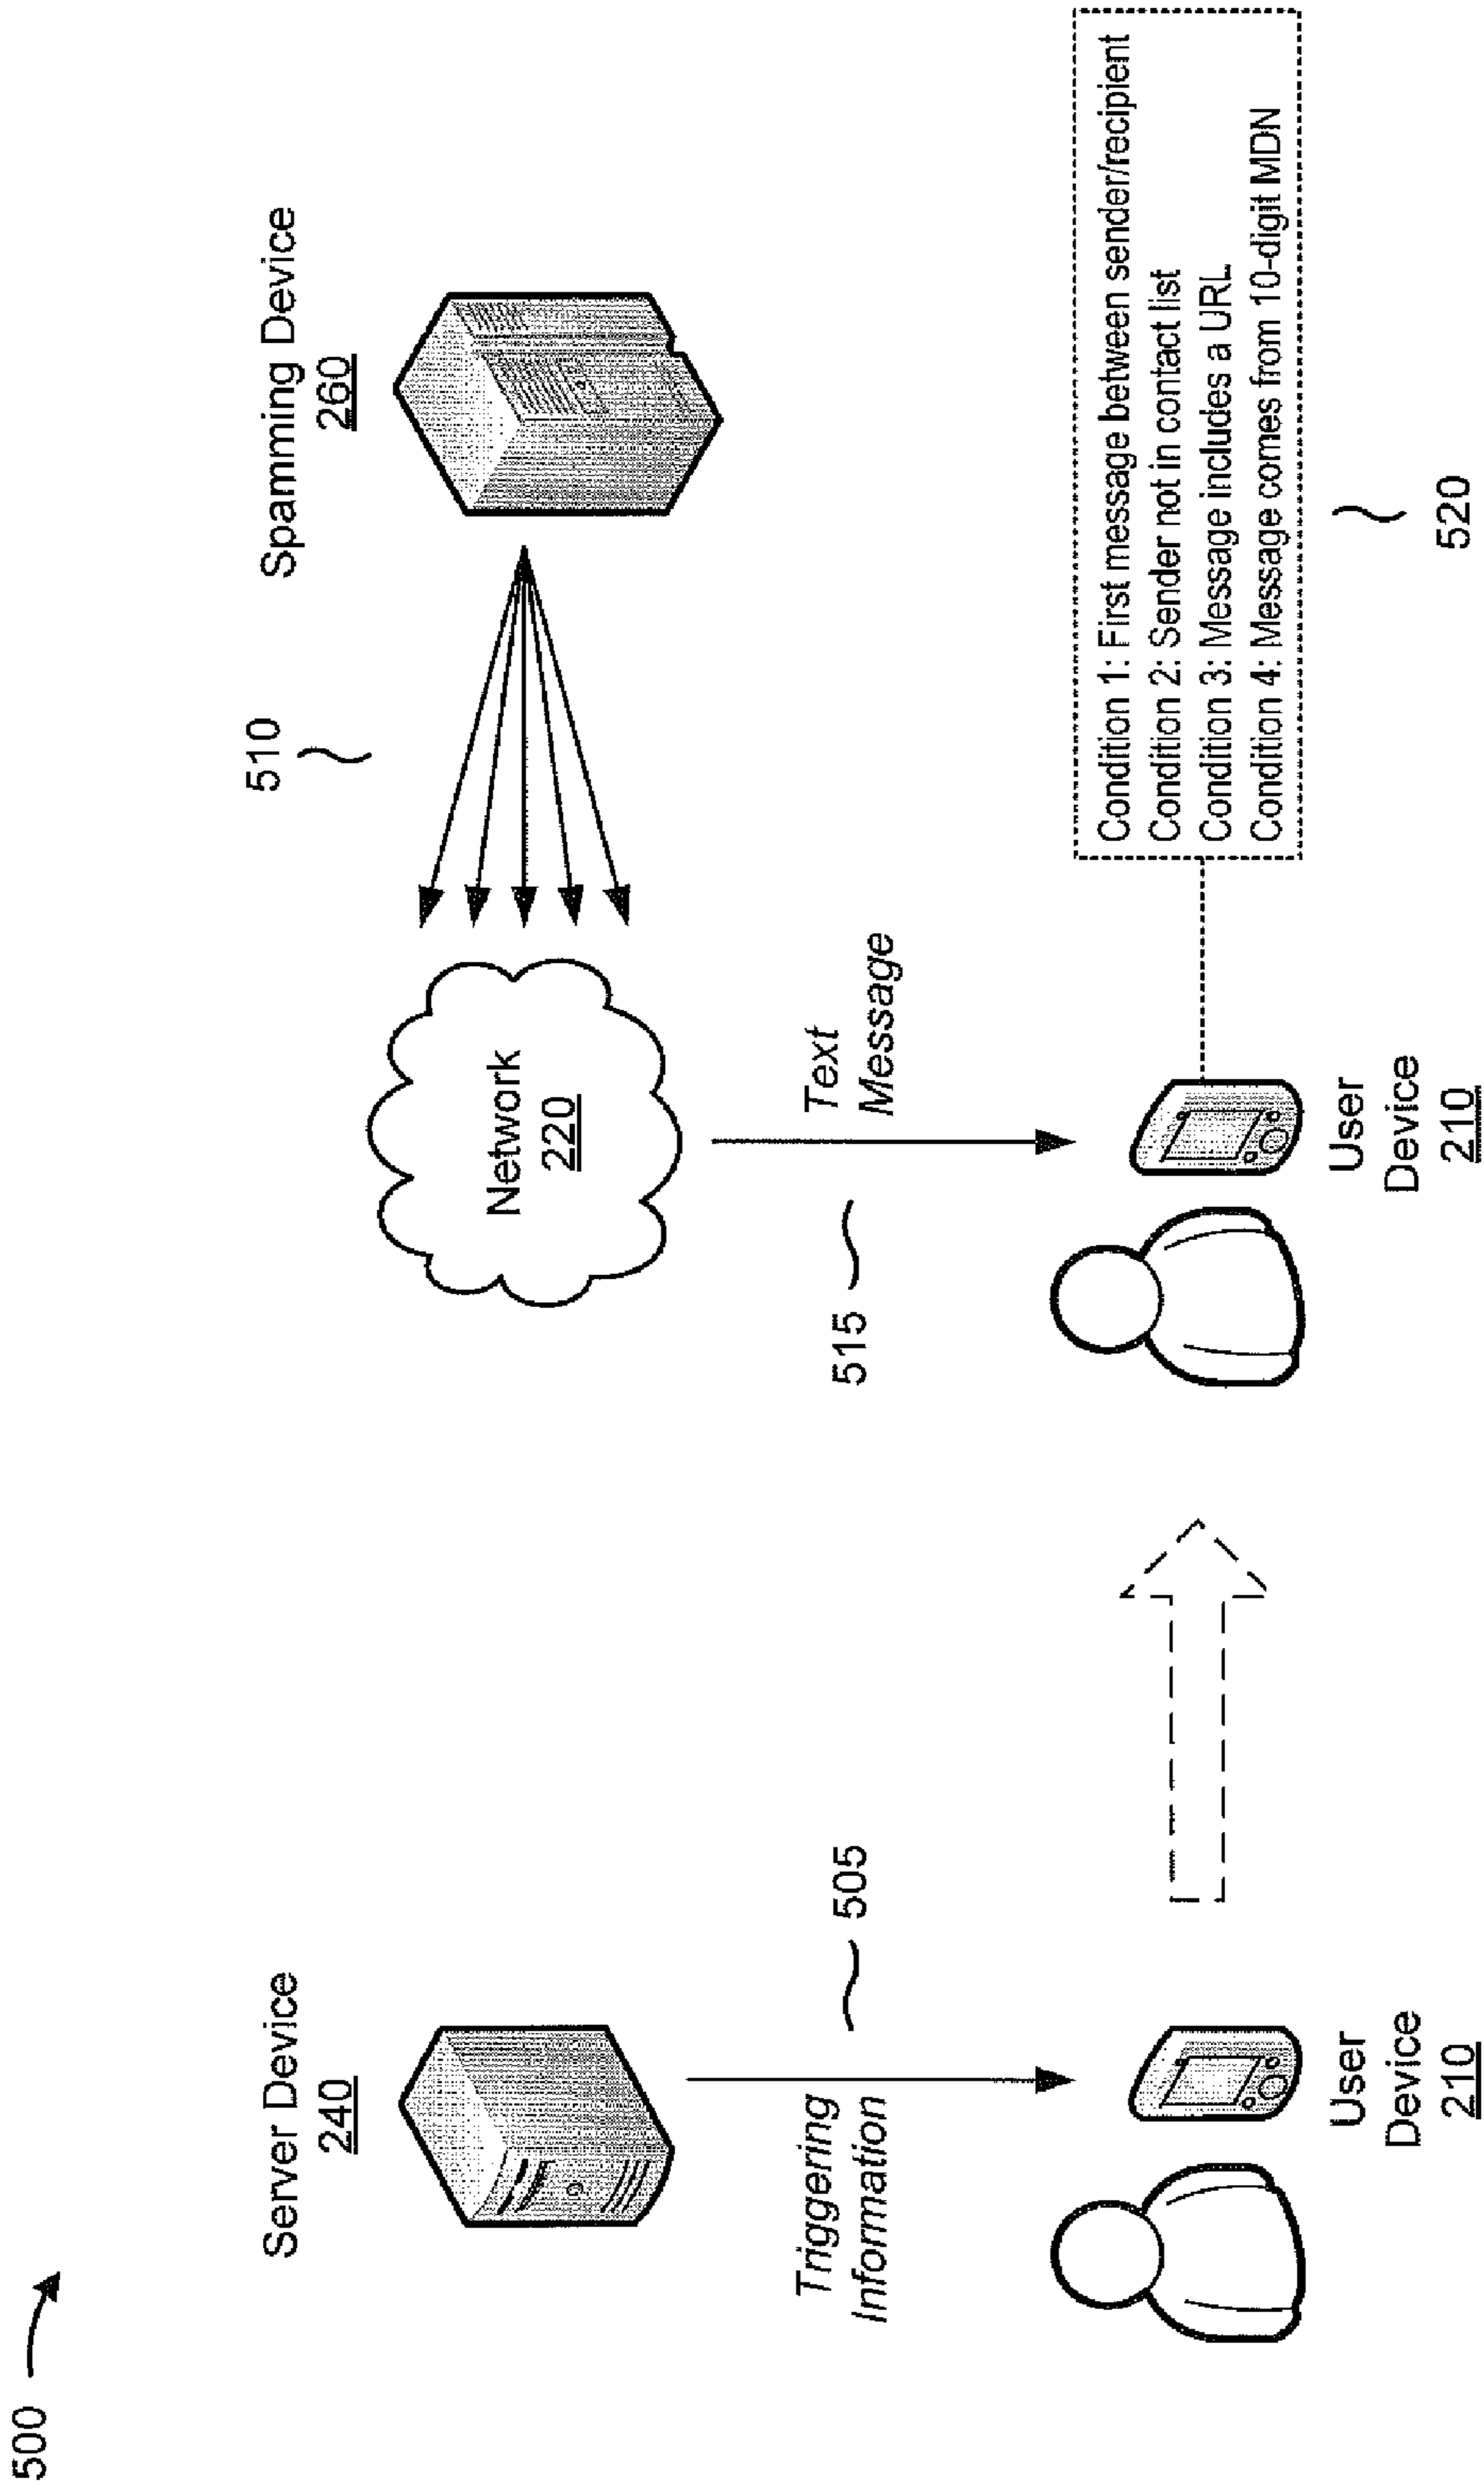 500
Server Device
240
Triggering
Information
505
User
Device
210
Spamming Device
260
510
Network
220
515
Text
Message
User
Device
210
Condition 1: First message between sender/recipient
Condition 2: Sender not in contact list
Condition 3: Message includes a URL
Condition 4: Message comes from 10-digit MDN
520